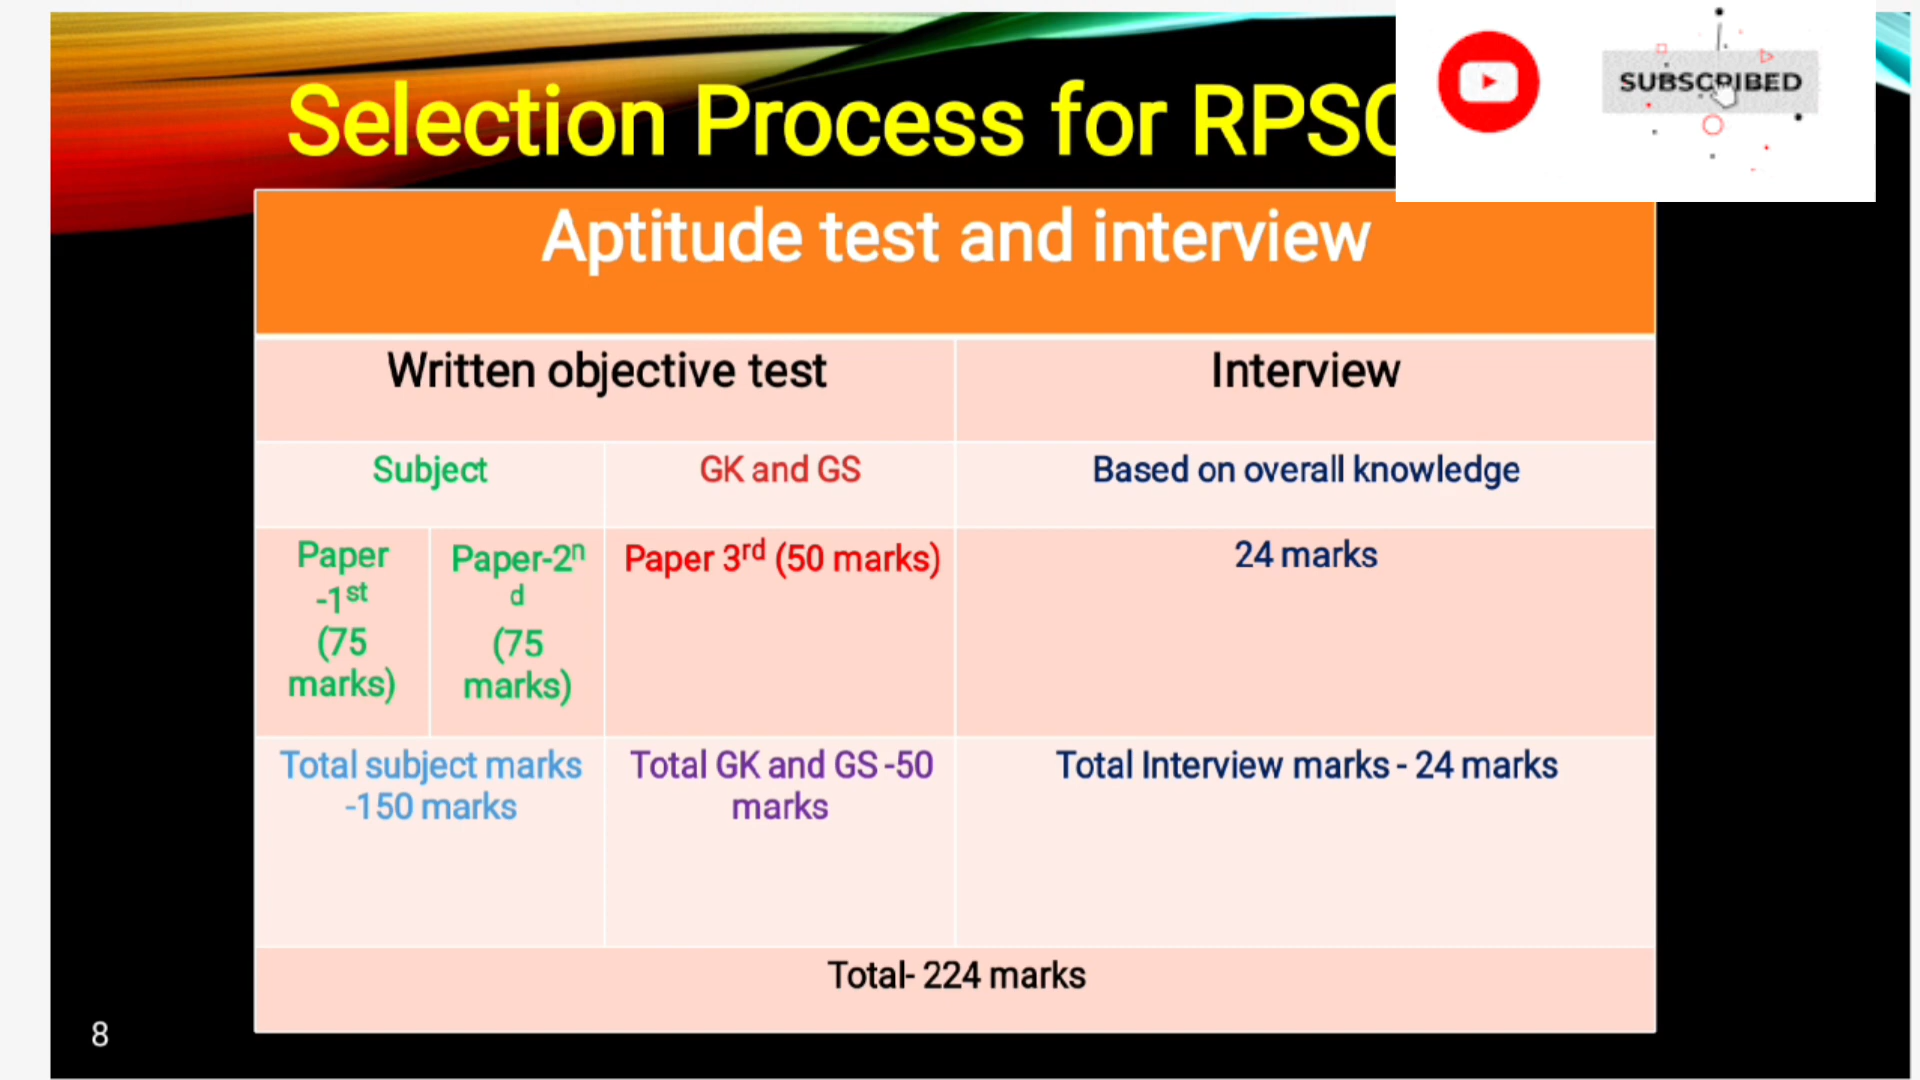 Selection Process for RPSC
SUBSCRIBED
Aptitude test and interview
Written objective test
Interview
Subject
GK and GS
Based on overall knowledge
Paper
-1st
(75
marks)
Paper-2n
d
(75
marks)
Paper 3rd (50 marks)
24 marks
Total subject marks
-150 marks
Total GK and GS -50
marks
Total Interview marks - 24 marks
Total- 224 marks
8